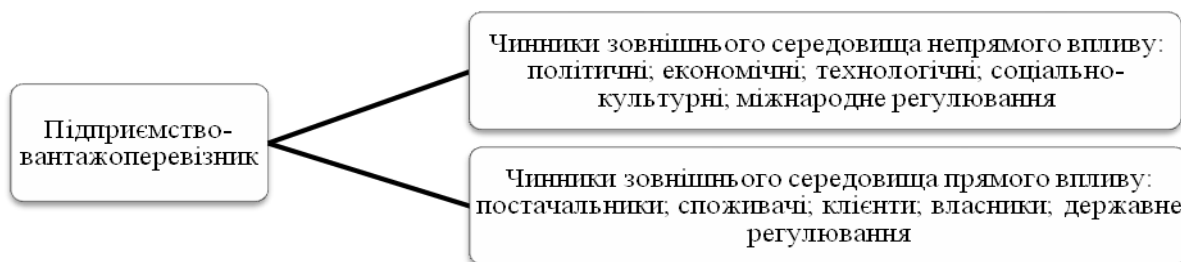 Підприємство-
вантажоперевізник
Чинники зовнішнього середовища непрямого впливу:
політичні; економічні; технологічні; соціально-
культурні; міжнародне регулювання
Чинники зовнішнього середовища прямого впливу:
постачальники; споживачі; клієнти; власники; державне
регулювання